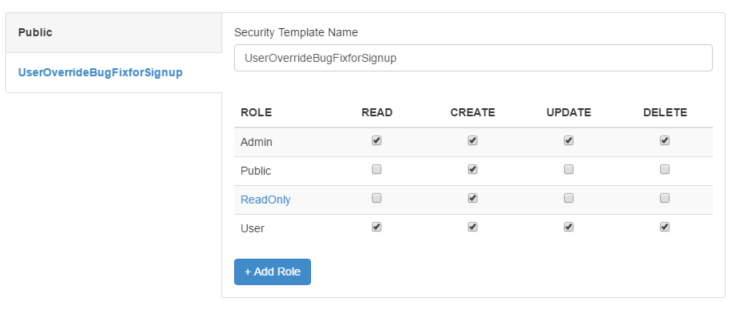 Public
UserOverrideBugFixforSignup
Security Template Name
UserOverrideBugFixforSignup
ROLE READ CREATE UPDATE DELETE
Admin
Public
ReadOnly
User
+ Add Role